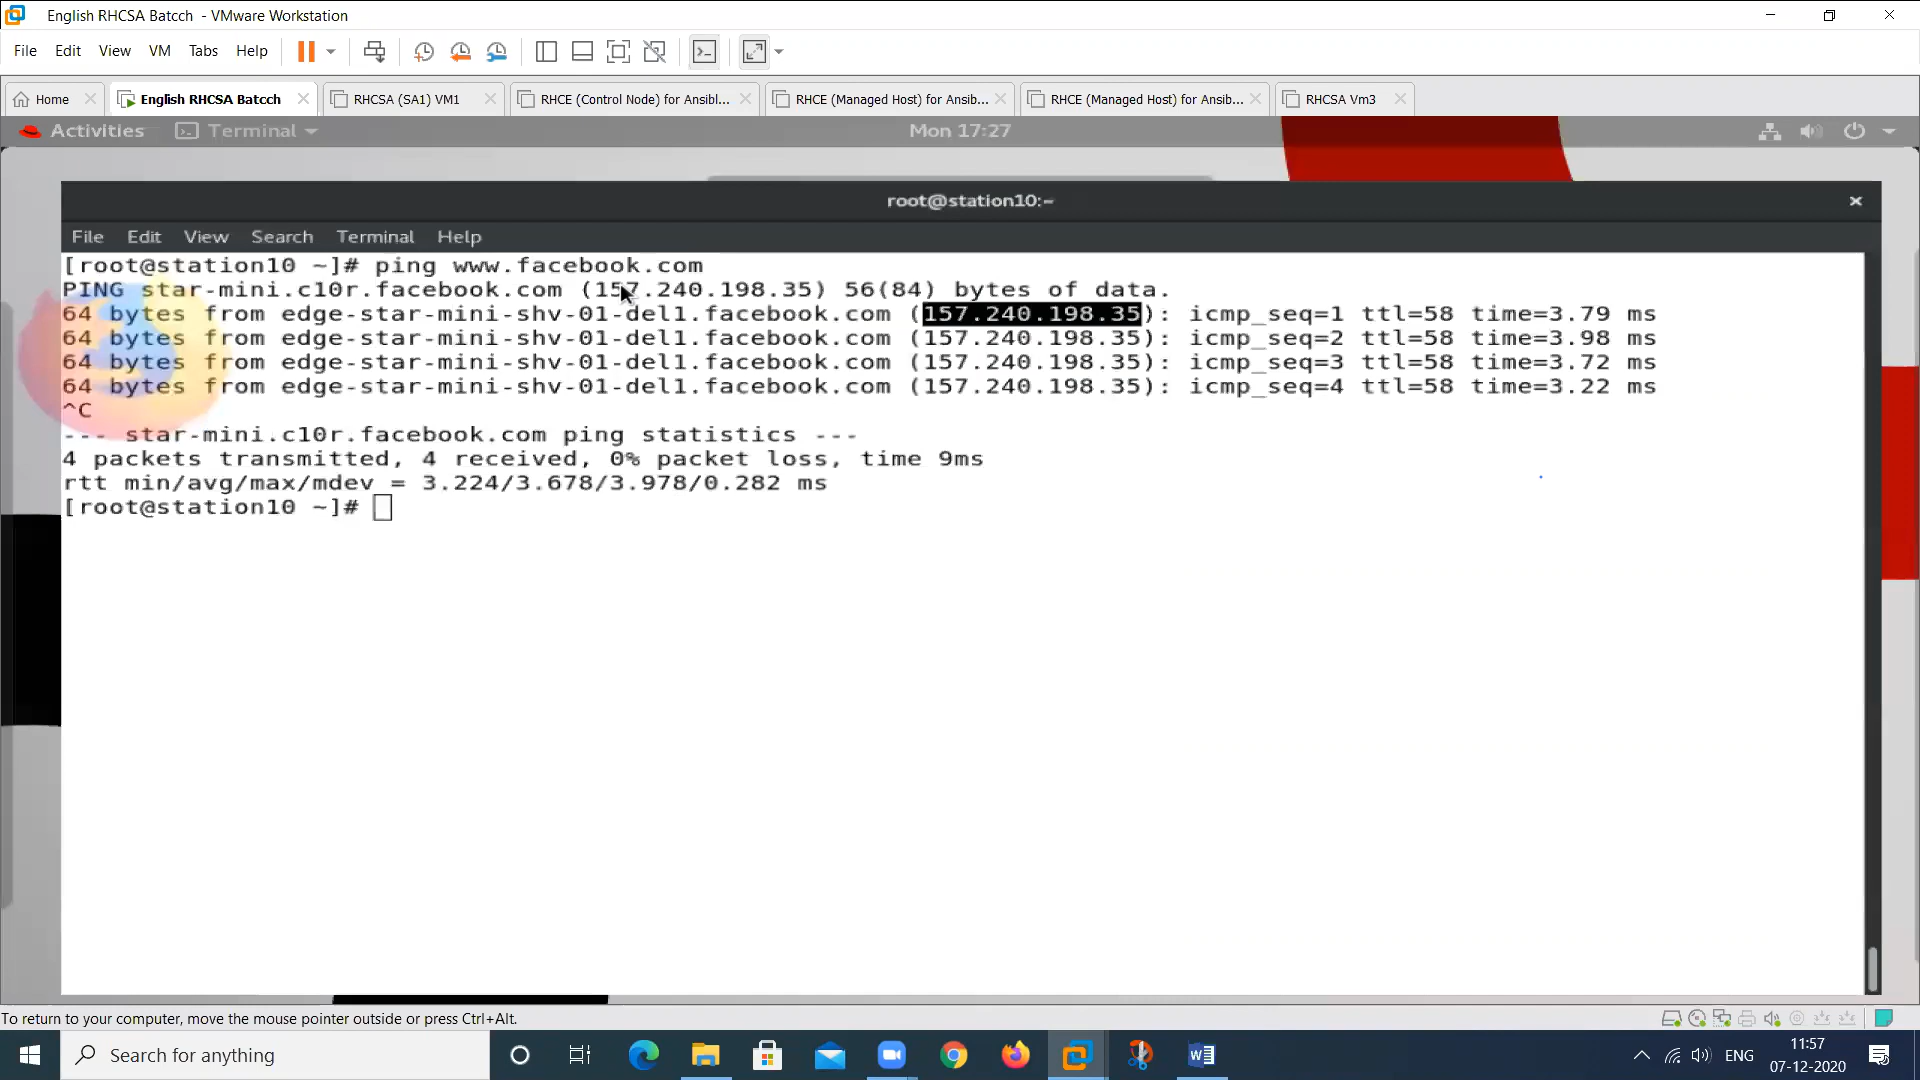 English RHCSA Batcch - VMware Workstation
File Edit View VM Tabs Help
Home English RHCSA Batcch RHCSA (SA1) VM1 RHCE (Control Node) for Ansibl... RHCE (Managed Host) for Ansib... RHCE (Managed Host) for Ansib... RHCSA Vm3
Activities Terminal Mon 17:27
root@station10:~
File Edit View Search Terminal Help
[root@station10 ~]# ping www.facebook.com
PING star-mini.c10r.facebook.com (157.240.198.35) 56(84) bytes of data.
64 bytes from edge-star-mini-shv-01-del1.facebook.com (157.240.198.35): icmp_seq=1 ttl=58 time=3.79 ms
64 bytes from edge-star-mini-shv-01-del1.facebook.com (157.240.198.35): icmp_seq=2 ttl=58 time=3.98 ms
64 bytes from edge-star-mini-shv-01-del1.facebook.com (157.240.198.35): icmp_seq=3 ttl=58 time=3.72 ms
64 bytes from edge-star-mini-shv-01-del1.facebook.com (157.240.198.35): icmp_seq=4 ttl=58 time=3.22 ms
^C
--- star-mini.c10r.facebook.com ping statistics ---
4 packets transmitted, 4 received, 0% packet loss, time 9ms
rtt min/avg/max/mdev = 3.224/3.678/3.978/0.282 ms
[root@station10 ~]#
To return to your computer, move the mouse pointer outside or press Ctrl+Alt.
Search for anything
ENG
11:57
07-12-2020